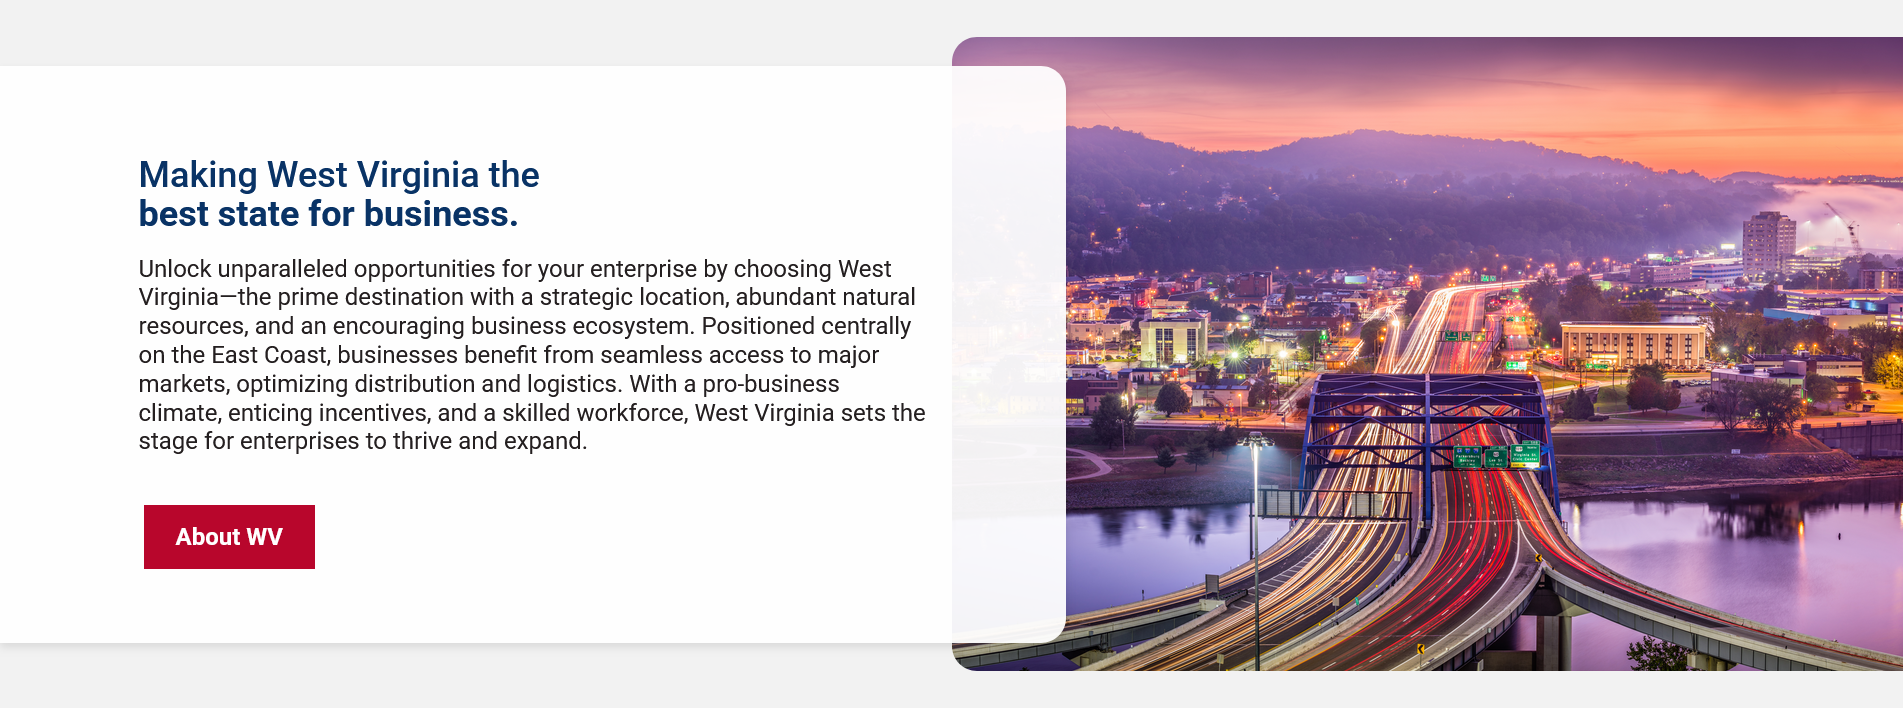 Making West Virginia the
best state for business.
Unlock unparalleled opportunities for your enterprise by choosing West
Virginia—the prime destination with a strategic location, abundant natural
resources, and an encouraging business ecosystem. Positioned centrally
on the East Coast, businesses benefit from seamless access to major
markets, optimizing distribution and logistics. With a pro-business
climate, enticing incentives, and a skilled workforce, West Virginia sets the
stage for enterprises to thrive and expand.
About WV